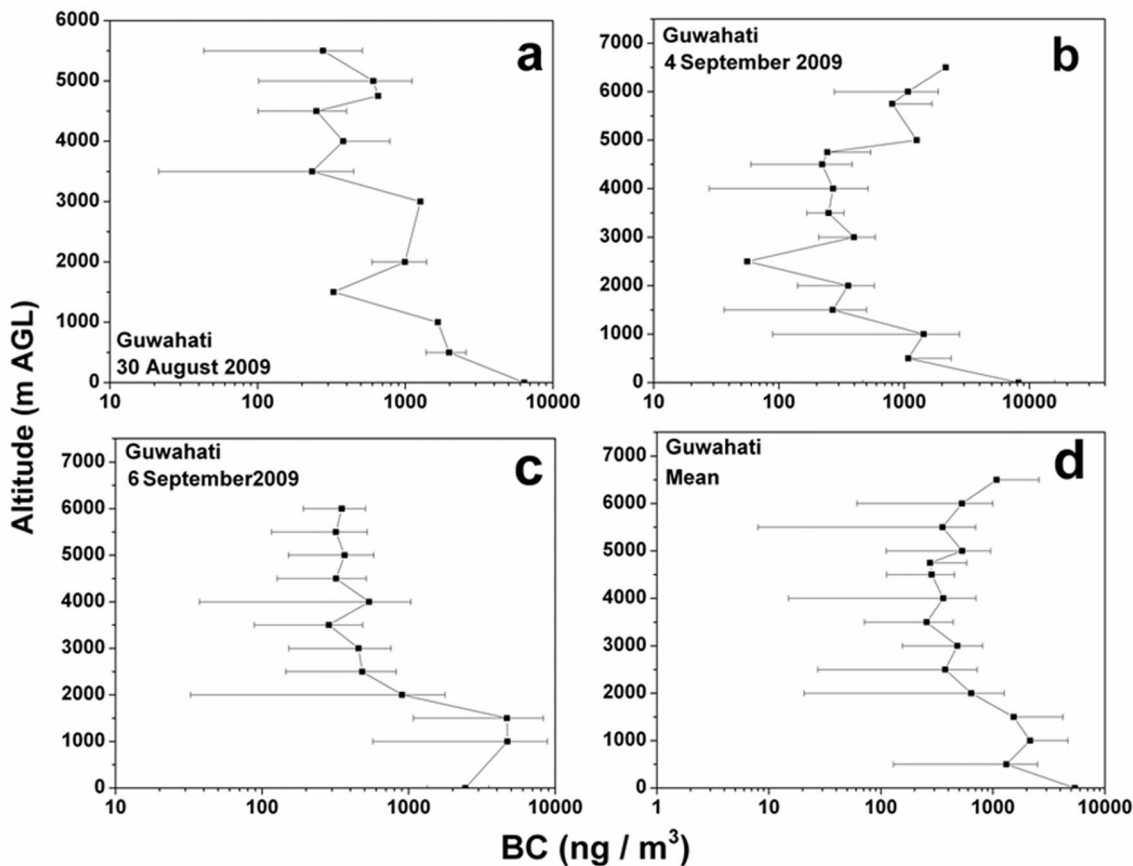 6000
5000
4000
3000
2000
1000
0
a
Guwahati
30 August 2009
10 100 1000 10000
Guwahati
4 September 2009
b
7000
6000
5000
4000
3000
2000
1000
0
10 100 1000 10000
Altitude (m AGL)
Guwahati
6 September2009
c
7000
6000
5000
4000
3000
2000
1000
0
10 100 1000 10000
Guwahati
Mean
d
7000
6000
5000
4000
3000
2000
1000
0
1 10 100 1000 10000
BC (ng / m³)